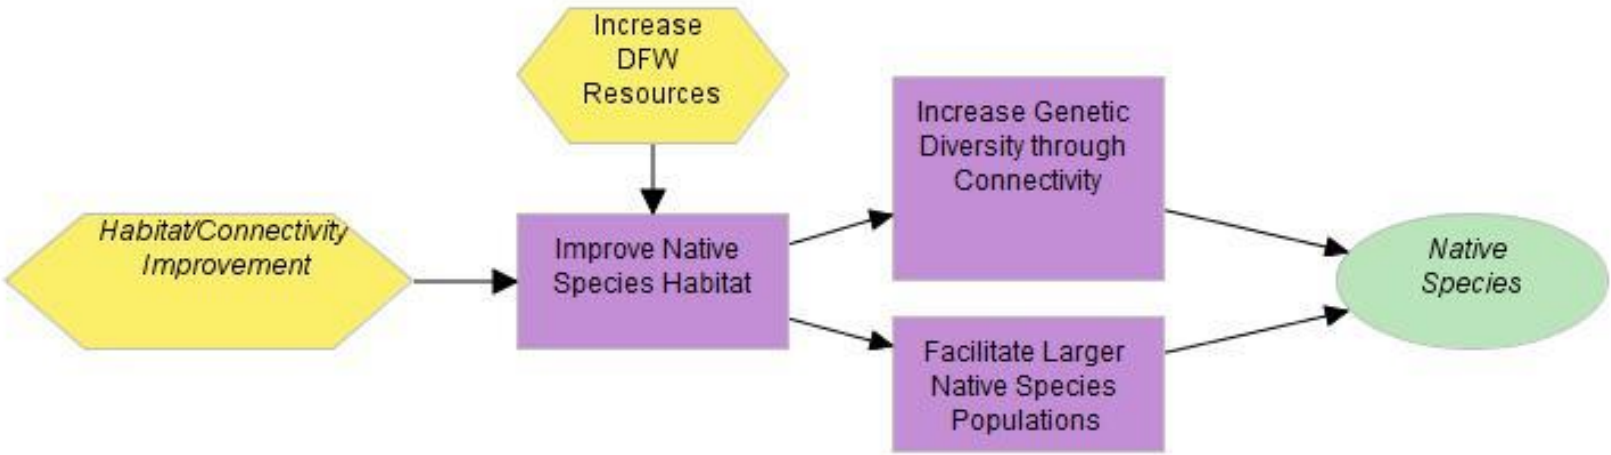 Increase
DFW
Resources
Habitat/Connectivity
Improvement
Improve Native
Species Habitat
Increase Genetic
Diversity through
Connectivity
Facilitate Larger
Native Species
Populations
Native
Species